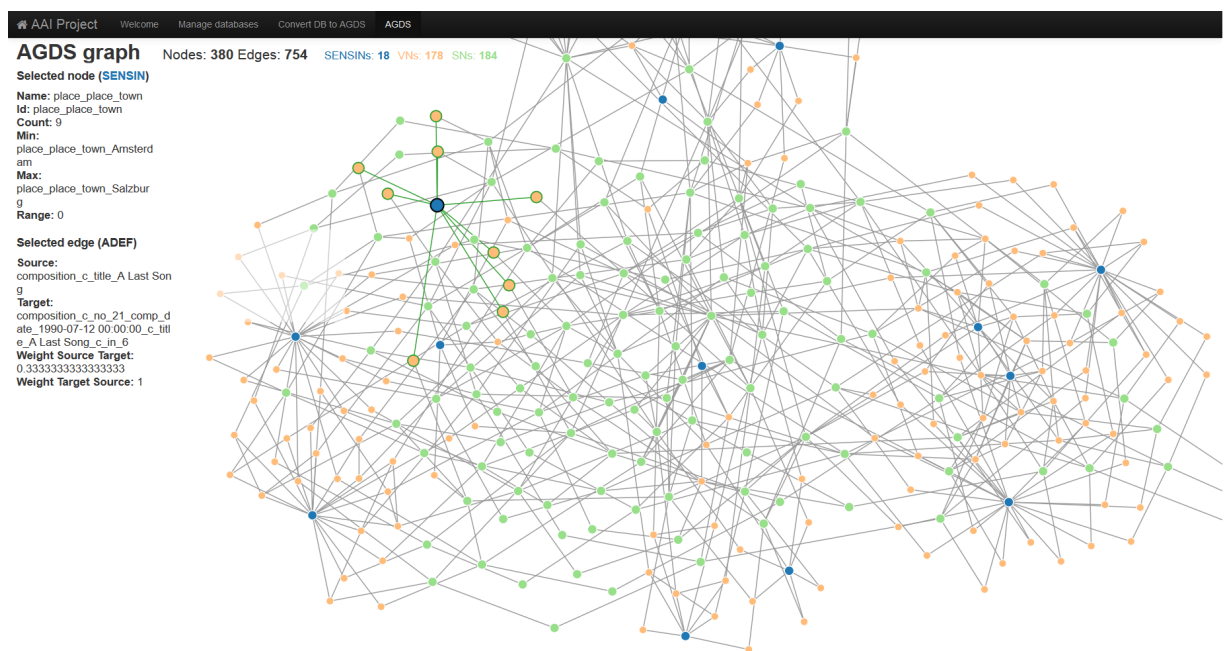 AAI Project Welcome Manage databases Convert DB to AGDS AGDS
AGDS graph Nodes: 380 Edges: 754 SENSINs: 18 VNs: 178 SNs: 184
Selected node (SENSIN)
Name: place_place_town
Id: place_place_town
Count: 9
Min:
place_place_town_Amsterd
am
Max:
place_place_town_Salzbur
g
Range: 0
Selected edge (ADEF)
Source:
composition_c_title_A Last Son
g
Target:
composition_c_no_21_comp_d
ate_1990-07-12 00:00:00_c_titl
e_A Last Song_c_in_6
Weight Source Target:
0.3333333333333333
Weight Target Source: 1